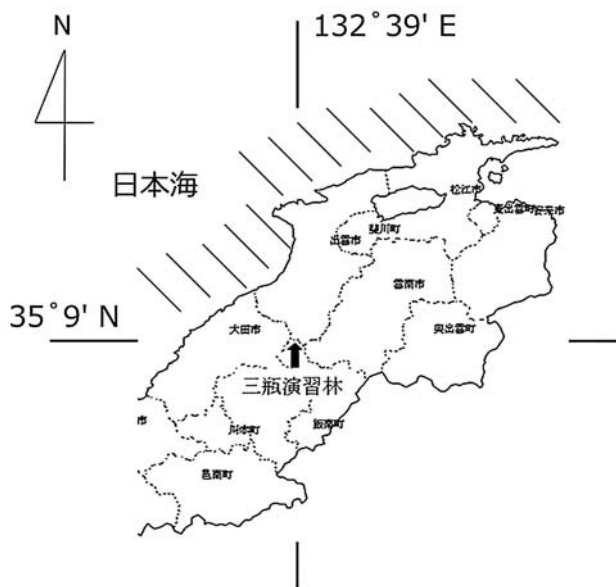 N
132°39' E
日本海
松江市
東出雲町
安来市
斐川町
出雲市
雲南市
35°9' N
大田市
奥出雲町
三瓶演習林
市
川本町
飯南町
邑南町